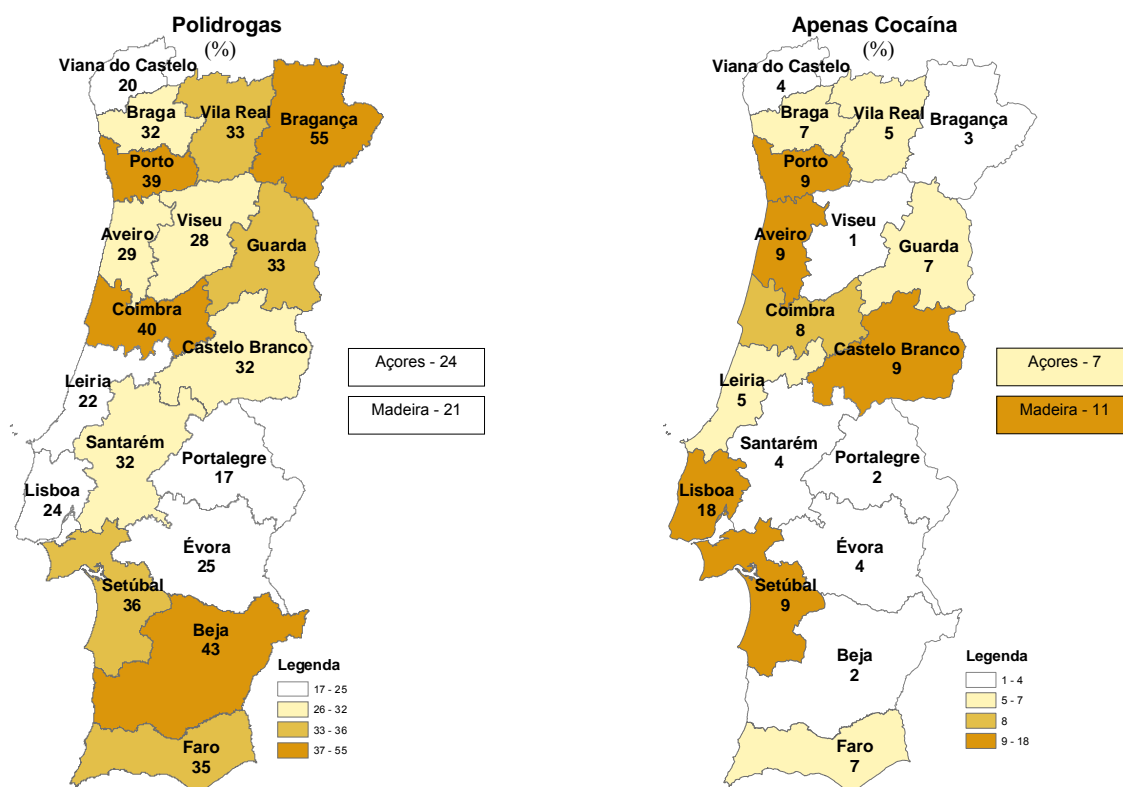 Polidrogas
(%)
Viana do Castelo
20
Braga
32
Vila Real
33
Bragança
55
Porto
39
Aveiro
29
Viseu
28
Guarda
33
Coimbra
40
Castelo Branco
32
Leiria
22
Santarém
32
Portalegre
17
Lisboa
24
Évora
25
Setúbal
36
Beja
43
Faro
35
Açores - 24
Madeira - 21
Legenda
17 - 25
26 - 32
33 - 36
37 - 55
Apenas Cocaína
(%)
Viana do Castelo
4
Braga
7
Vila Real
5
Bragança
3
Porto
9
Aveiro
9
Viseu
1
Guarda
7
Coimbra
8
Castelo Branco
9
Leiria
5
Santarém
4
Portalegre
2
Lisboa
18
Évora
4
Setúbal
9
Beja
2
Faro
7
Açores - 7
Madeira - 11
Legenda
1 - 4
5 - 7
8
9 - 18